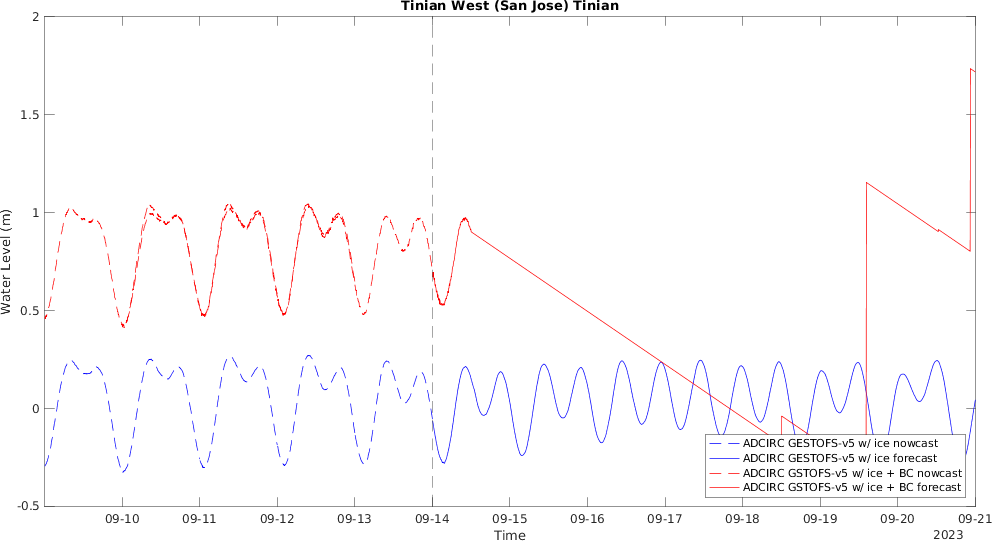 Tinian West (San Jose) Tinian
2
1.5
1
0.5
0
-0.5
Water Level (m)
09-10 09-11 09-12 09-13 09-14 09-15 09-16 09-17 09-18 09-19 09-20 09-21
Time
2023
ADCIRC GESTOFS-v5 w/ ice nowcast
ADCIRC GESTOFS-v5 w/ ice forecast
ADCIRC GSTOFS-v5 w/ ice + BC nowcast
ADCIRC GSTOFS-v5 w/ ice + BC forecast